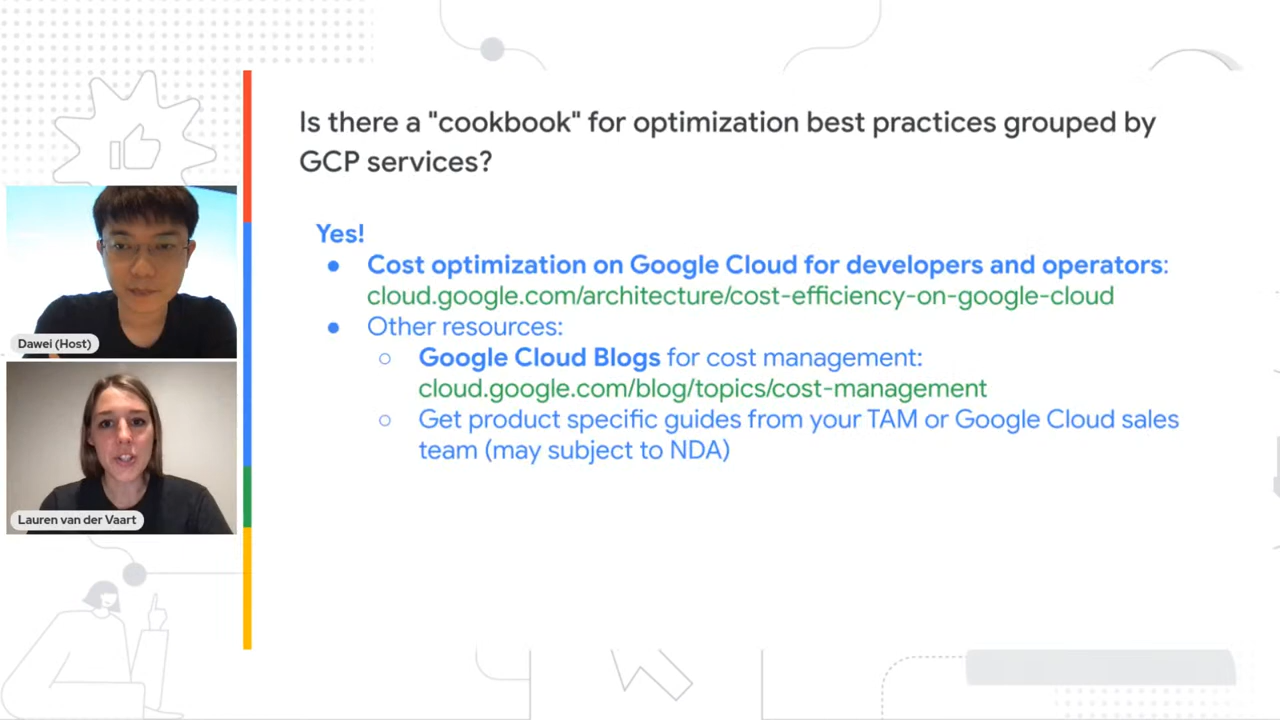 Is there a "cookbook" for optimization best practices grouped by
GCP services?
Yes!
● Cost optimization on Google Cloud for developers and operators:
cloud.google.com/architecture/cost-efficiency-on-google-cloud
● Other resources:
○ Google Cloud Blogs for cost management:
cloud.google.com/blog/topics/cost-management
○ Get product specific guides from your TAM or Google Cloud sales
team (may subject to NDA)
Dawei (Host)
Lauren van der Vaart